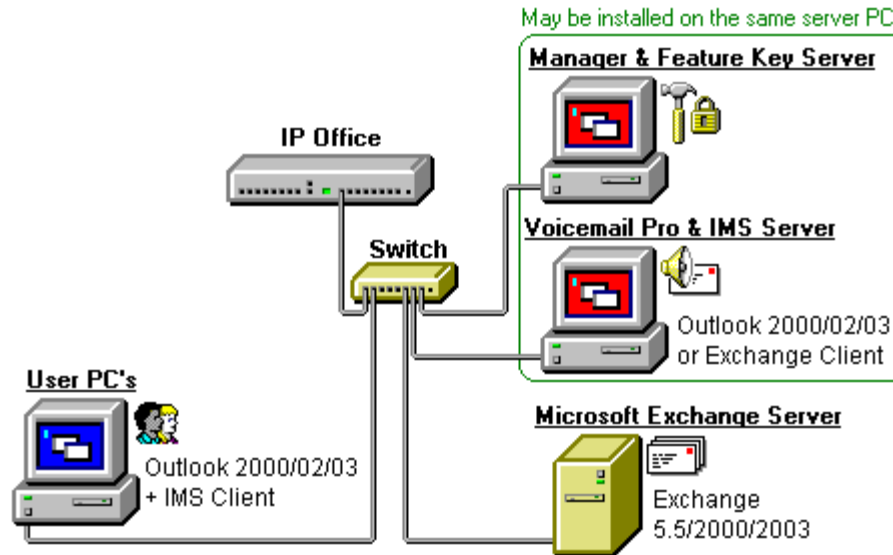 May be installed on the same server PC
Manager & Feature Key Server
IP Office
Voicemail Pro & IMS Server
Switch
Outlook 2000/02/03
or Exchange Client
User PC's
Outlook 2000/02/03
+ IMS Client
Microsoft Exchange Server
Exchange
5.5/2000/2003